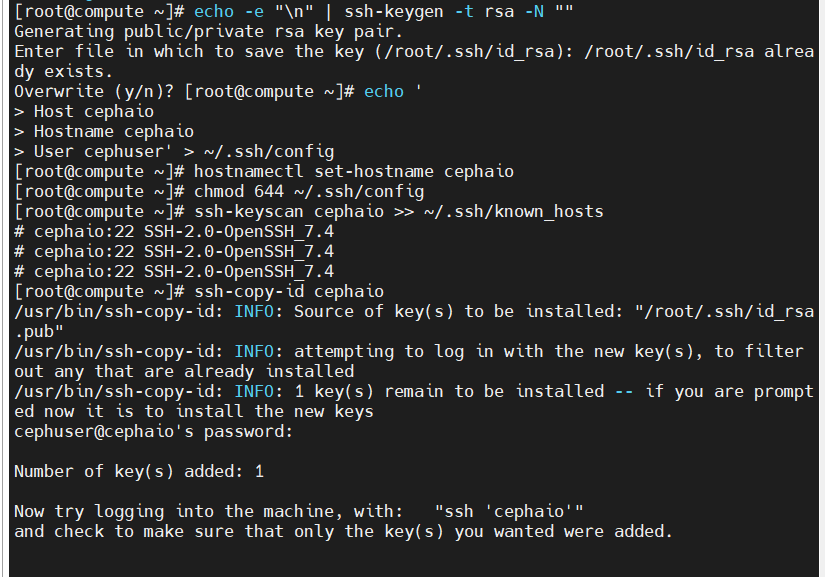 [root@compute ~]# echo -e "\n" | ssh-keygen -t rsa -N ""
Generating public/private rsa key pair.
Enter file in which to save the key (/root/.ssh/id_rsa): /root/.ssh/id_rsa alrea
dy exists.
Overwrite (y/n)? [root@compute ~]# echo '
> Host cephaio
> Hostname cephaio
> User cephuser' > ~/.ssh/config
[root@compute ~]# hostnamectl set-hostname cephaio
[root@compute ~]# chmod 644 ~/.ssh/config
[root@compute ~]# ssh-keyscan cephaio >> ~/.ssh/known_hosts
# cephaio:22 SSH-2.0-OpenSSH_7.4
# cephaio:22 SSH-2.0-OpenSSH_7.4
# cephaio:22 SSH-2.0-OpenSSH_7.4
[root@compute ~]# ssh-copy-id cephaio
/usr/bin/ssh-copy-id: INFO: Source of key(s) to be installed: "/root/.ssh/id_rsa
.pub"
/usr/bin/ssh-copy-id: INFO: attempting to log in with the new key(s), to filter
out any that are already installed
/usr/bin/ssh-copy-id: INFO: 1 key(s) remain to be installed -- if you are prompt
ed now it is to install the new keys
cephuser@cephaio's password:
Number of key(s) added: 1
Now try logging into the machine, with:   "ssh 'cephaio'"
and check to make sure that only the key(s) you wanted were added.